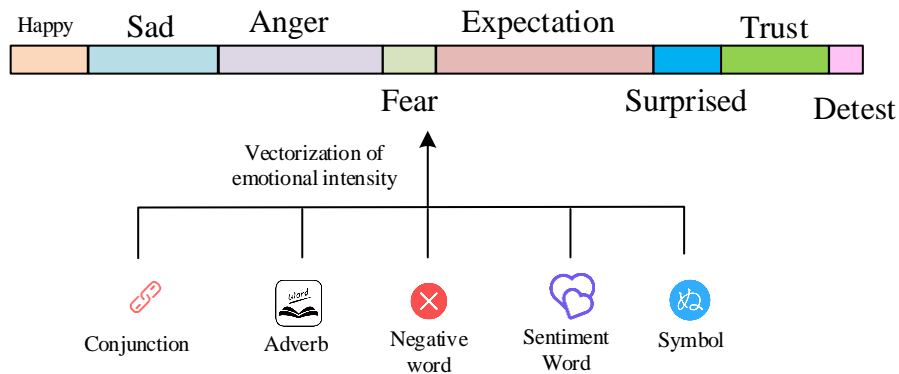 Happy
Sad
Anger
Expectation
Trust
Fear
Surprised
Detest
Vectorization of
emotional intensity
Word
Conjunction
Adverb
Negative
word
Sentiment
Word
ぬ
Symbol